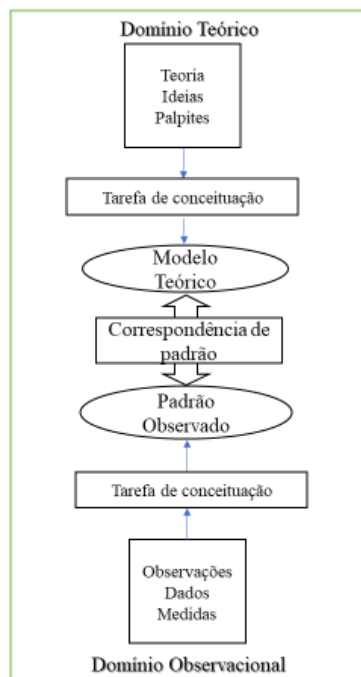 Domínio Teórico
Teoria
Ideias
Palpites
Tarefa de conceituação
Modelo
Teórico
Correspondência de
padrão
Padrão
Observado
Tarefa de conceituação
Observações
Dados
Medidas
Domínio Observacional